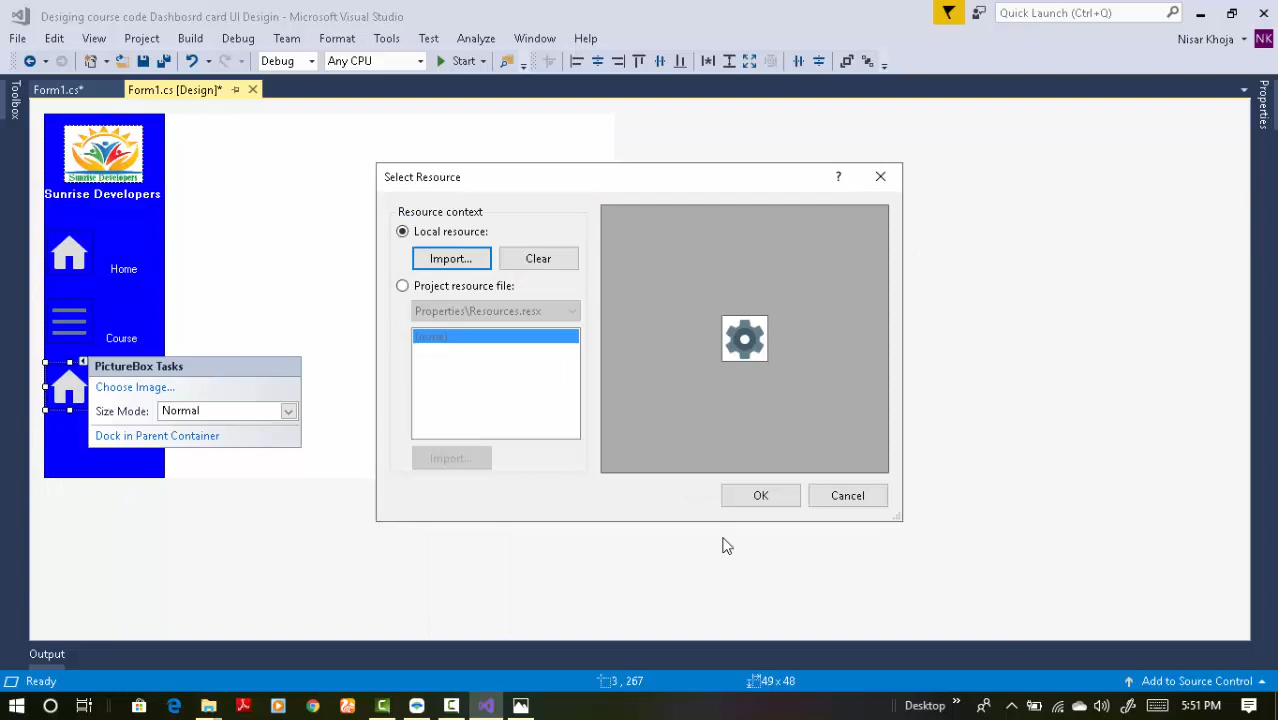 Desiging course code Dashbosrd card UI Desigin - Microsoft Visual Studio
Quick Launch (Ctrl+Q)
File Edit View Project Build Debug Team Format Tools Test Analyze Window Help
Nisar Khoja
NK
Debug
Any CPU
Start
Toolbox
Form1.cs*
Form1.cs [Design]*
Properties
Sunrise Developers
Sunrise Developers
Home
Course
PictureBox Tasks
Choose Image...
Size Mode: Normal
Dock in Parent Container
Select Resource
?
Resource context
Local resource:
Import...
Clear
Project resource file:
Properties\Resources.resx
(none)
Import...
OK
Cancel
Output
Ready
3 , 267
49 x 48
Add to Source Control
Desktop
5:51 PM